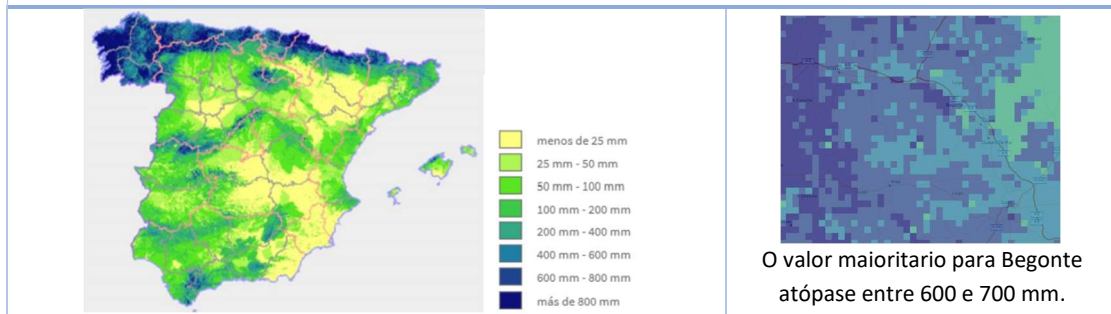 menos de 25 mm
25 mm - 50 mm
50 mm - 100 mm
100 mm - 200 mm
200 mm - 400 mm
400 mm - 600 mm
600 mm - 800 mm
más de 800 mm
O valor maioritario para Begonte
atópase entre 600 e 700 mm.